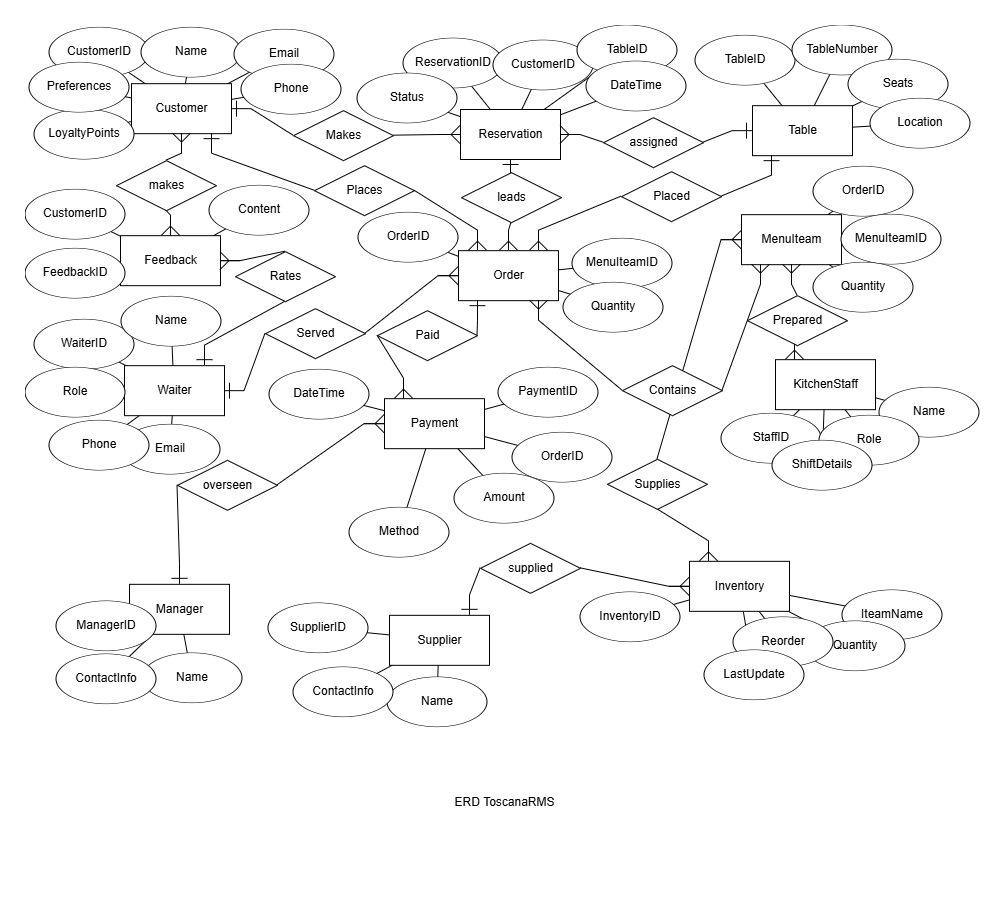 CustomerID
Name
Email
Preferences
Phone
LoyaltyPoints
Customer
Makes
ReservationID
CustomerID
TableID
DateTime
Status
Reservation
assigned
TableID
TableNumber
Seats
Location
Table
makes
Places
leads
Placed
CustomerID
Content
FeedbackID
Feedback
Rates
OrderID
Order
MenuIteamID
Quantity
OrderID
MenuIteam
MenuIteamID
Quantity
Prepared
Name
WaiterID
Role
Waiter
Phone
Email
Served
Paid
Contains
KitchenStaff
Name
StaffID
Role
ShiftDetails
DateTime
PaymentID
Payment
OrderID
Amount
Method
overseen
Supplies
supplied
Manager
ManagerID
ContactInfo
Name
SupplierID
Supplier
ContactInfo
Name
Inventory
InventoryID
IteamName
Reorder
Quantity
LastUpdate
ERD ToscanaRMS